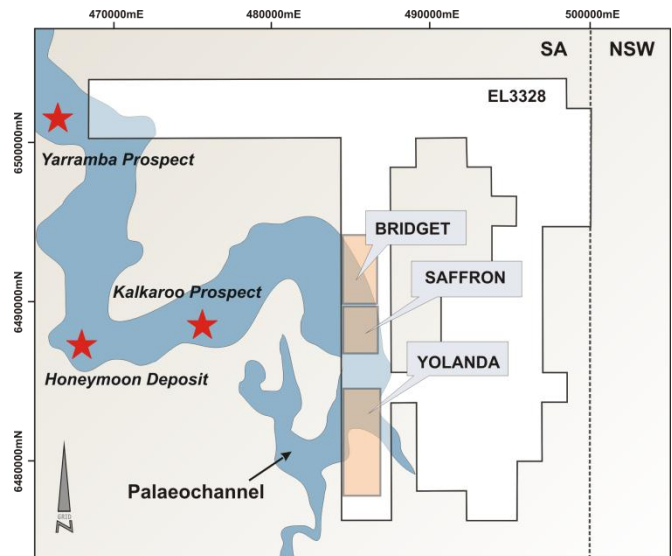 470000mE
480000mE
490000mE
500000mE
SA
NSW
EL3328
6500000mN
Yarramba Prospect
BRIDGET
SAFFRON
Kalkaroo Prospect
6490000mN
YOLANDA
Honeymoon Deposit
6480000mN
Palaeochannel
GRID
N